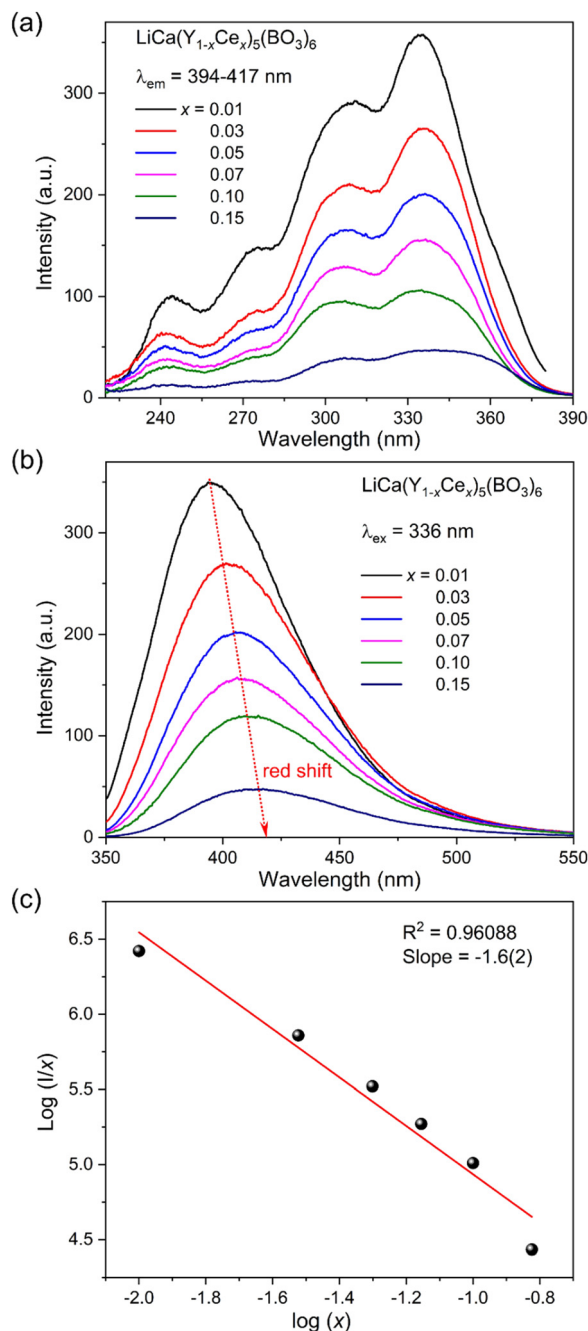 (a)
LiCa(Y₁₋ₓCeₓ)₅(BO₃)₆
λem = 394-417 nm
x = 0.01
0.03
0.05
0.07
0.10
0.15
Intensity (a.u.)
300
200
100
0
240 270 300 330 360 390
Wavelength (nm)
(b)
LiCa(Y₁₋ₓCeₓ)₅(BO₃)₆
λex = 336 nm
x = 0.01
0.03
0.05
0.07
0.10
0.15
red shift
Intensity (a.u.)
300
200
100
0
350 400 450 500 550
Wavelength (nm)
(c)
R² = 0.96088
Slope = -1.6(2)
Log (I/x)
6.5
6.0
5.5
5.0
4.5
-2.0 -1.8 -1.6 -1.4 -1.2 -1.0 -0.8
log (x)